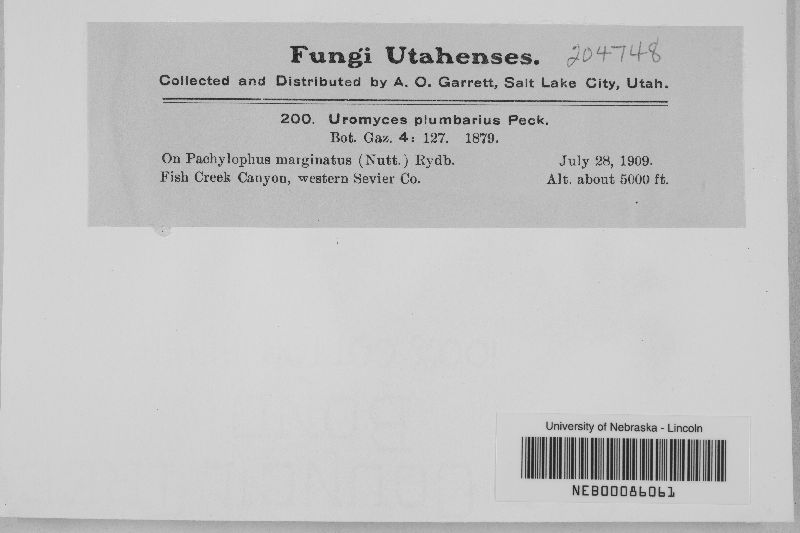 Fungi Utahenses. 204748
Collected and Distributed by A. O. Garrett, Salt Lake City, Utah.
200. Uromyces plumbarius Peck.
Bot. Gaz. 4: 127. 1879.
On Pachylophus marginatus (Nutt.) Rydb. July 28, 1909.
Fish Creek Canyon, western Sevier Co. Alt. about 5000 ft.
University of Nebraska - Lincoln
NEB00086061